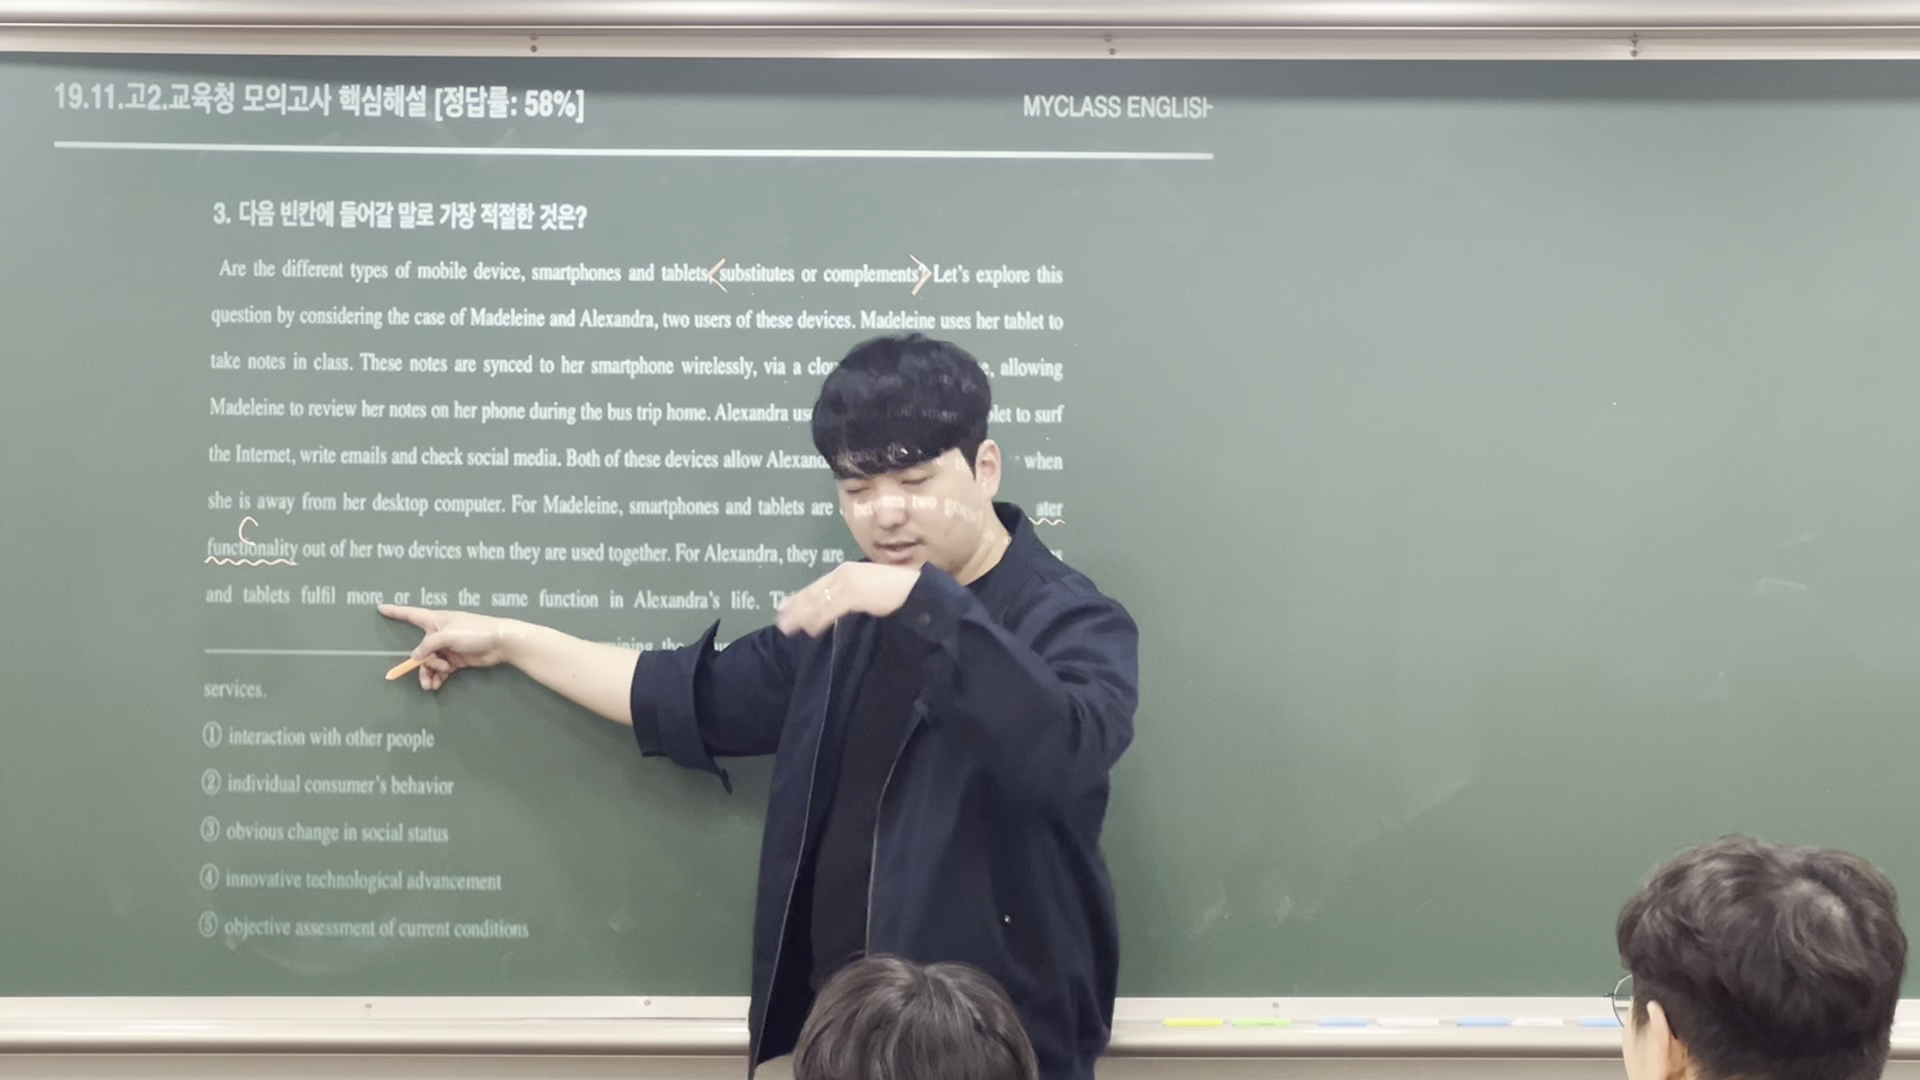 19.11.고2.교육청 모의고사 핵심해설 [정답률: 58%]
MYCLASS ENGLISH
3. 다음 빈칸에 들어갈 말로 가장 적절한 것은?
Are the different types of mobile device, smartphones and tablets, substitutes or complements? Let's explore this
question by considering the case of Madeleine and Alexandra, two users of these devices. Madeleine uses her tablet to
take notes in class. These notes are synced to her smartphone wirelessly, via a allowing
Madeleine to review her notes on her phone during the bus trip home. Alexandra to surf
the Internet, write emails and check social media. Both of these devices allow when
she is away from her desktop computer. For Madeleine, smartphones and tablets are between two
C
functionality out of her two devices when they are used together. For Alexandra, they are
and tablets fulfil more or less the same function in Alexandra's life.
the
services.
① interaction with other people
② individual consumer's behavior
③ obvious change in social status
④ innovative technological advancement
⑤ objective assessment of current conditions